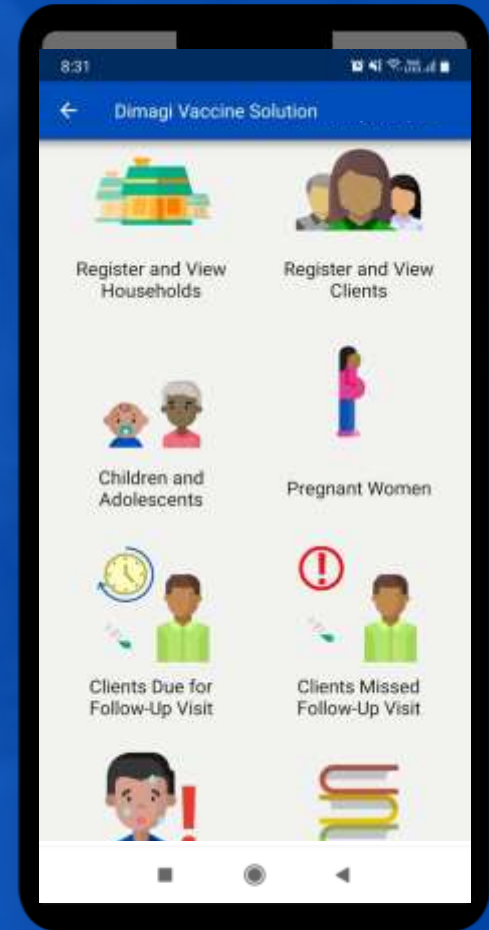 8:31
Dimagi Vaccine Solution
Register and View
Households
Register and View
Clients
Children and
Adolescents
Pregnant Women
Clients Due for
Follow-Up Visit
Clients Missed
Follow-Up Visit